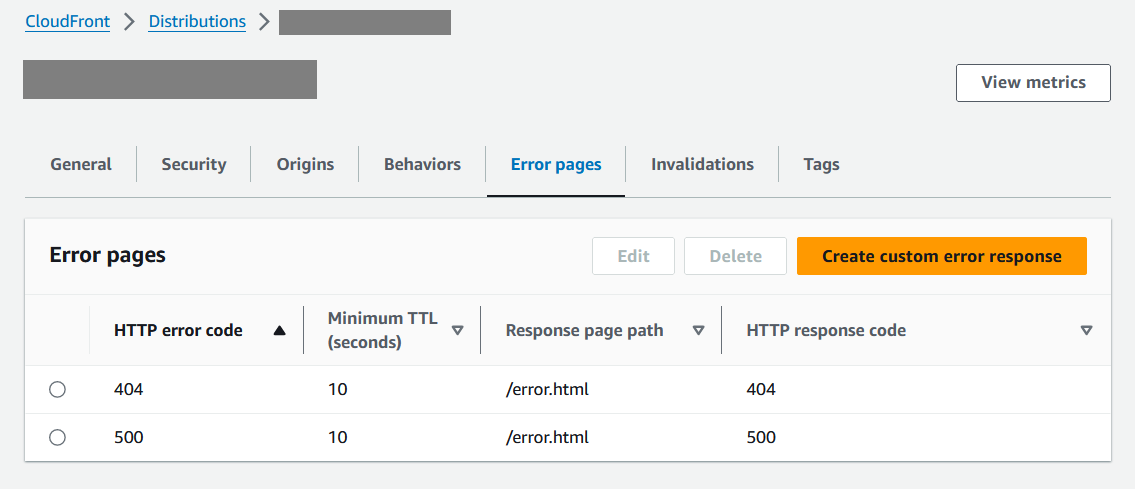 CloudFront Distributions
View metrics
General Security Origins Behaviors Error pages Invalidations Tags
Error pages Edit Delete Create custom error response
HTTP error code Minimum TTL (seconds) Response page path HTTP response code
404 10 /error.html 404
500 10 /error.html 500